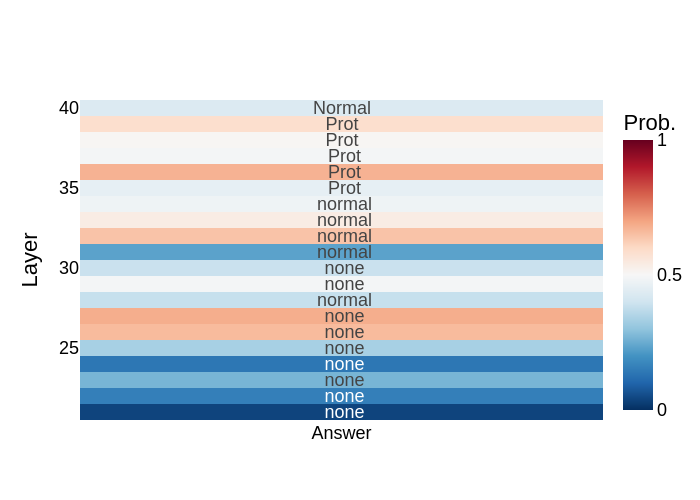 Prob.
40 Normal 1
Prot
Prot
Prot
Prot
35 Prot
normal
normal
normal
normal
30 none 0.5
none
normal
none
none
25 none
none
none
none
none 0
Answer
Layer